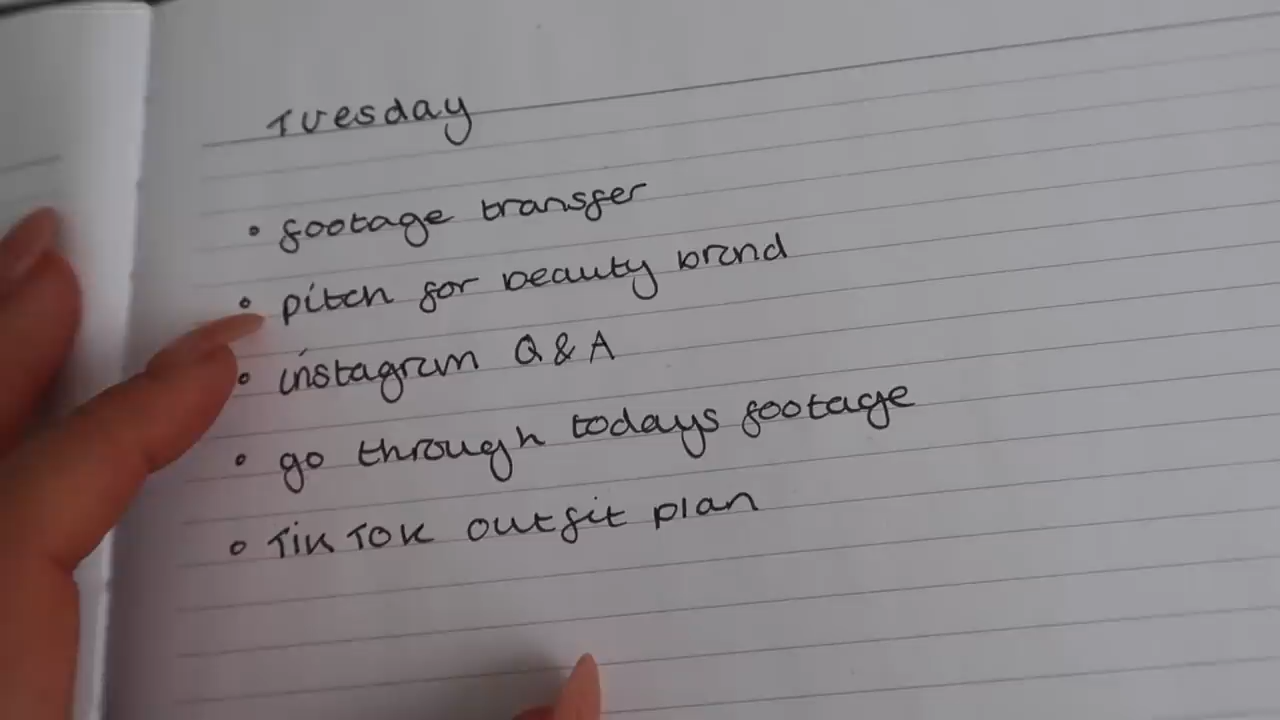 Tuesday
• footage transfer
• pitch for beauty brand
• instagram Q & A
• go through todays footage
• TikTok outfit plan